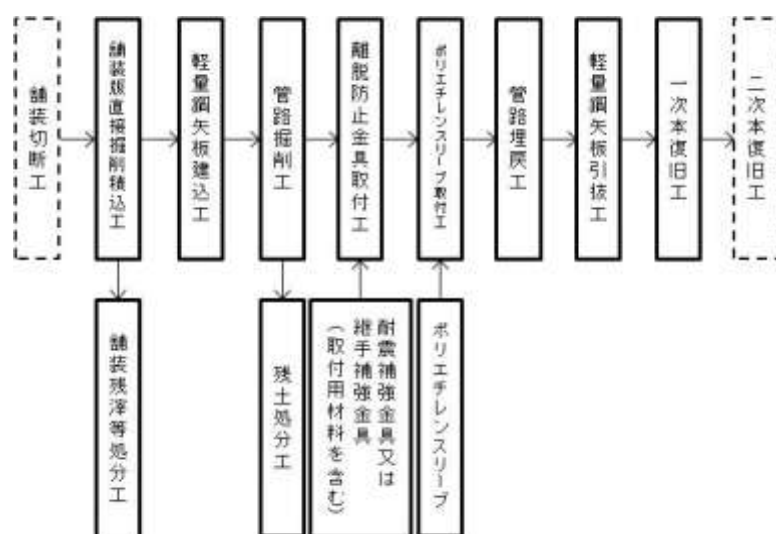 舗装切断工
舗装版直接掘削積込工
軽量鋼矢板建込工
管路掘削工
離脱防止金具取付工
ポリエチレンスリーブ取付工
管路埋戻工
軽量鋼矢板引抜工
一次本復旧工
二次本復旧工
舗装残滓等処分工
残土処分工
耐震補強金具又は
継手補強金具
(取付用材料を含む)
ポリエチレンスリーブ